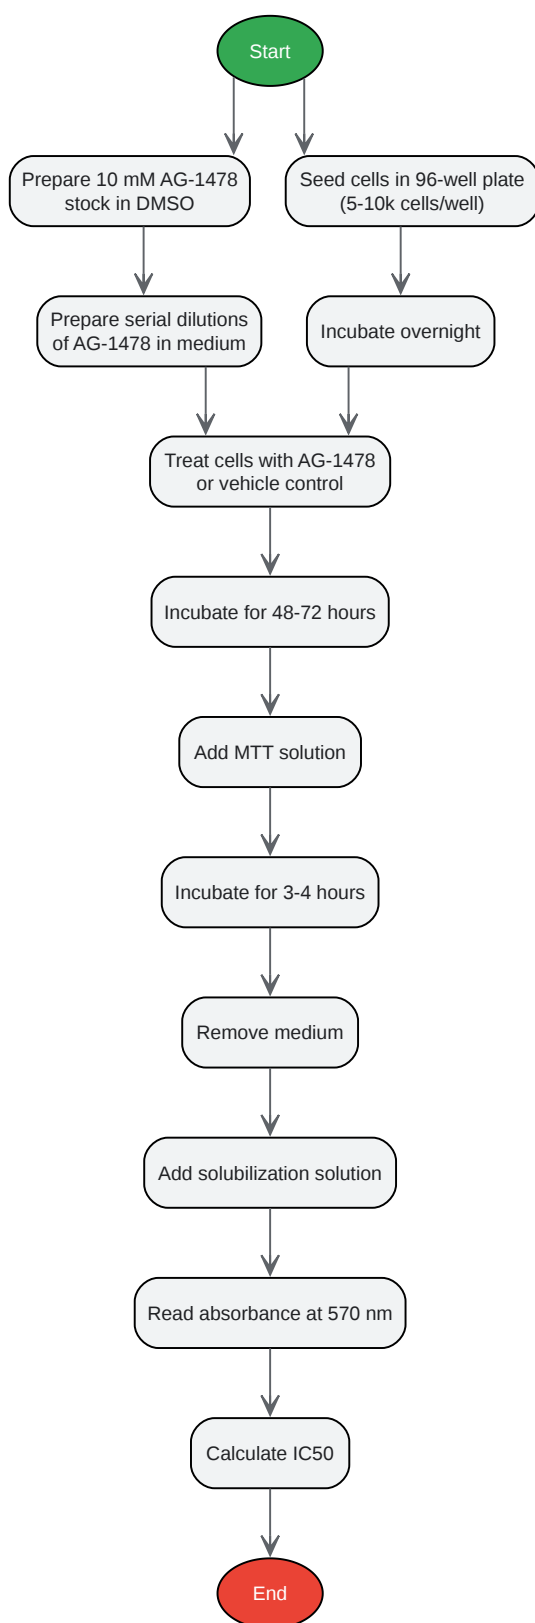 Start
Prepare 10 mM AG-1478
stock in DMSO
Seed cells in 96-well plate
(5-10k cells/well)
Prepare serial dilutions
of AG-1478 in medium
Incubate overnight
Treat cells with AG-1478
or vehicle control
Incubate for 48-72 hours
Add MTT solution
Incubate for 3-4 hours
Remove medium
Add solubilization solution
Read absorbance at 570 nm
Calculate IC50
End